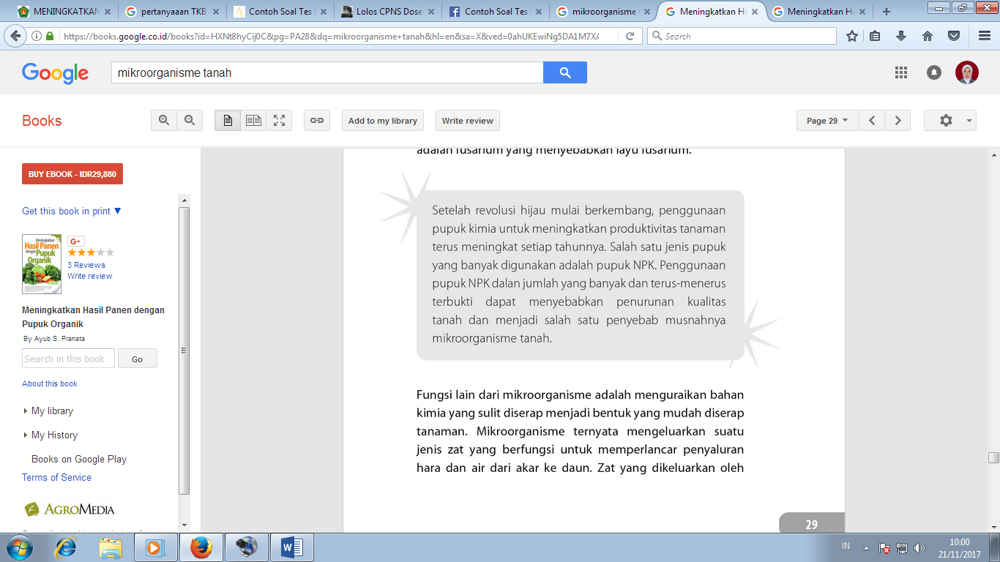 MENINGKATKAN
pertanyaaan TKB
Contoh Soal Tes
Lolos CPNS Dose
Contoh Soal Tes
mikroorganisme
Meningkatkan Ha
Meningkatkan Ha
https://books.google.co.id/books?id=HXNt8hyCij0C&pg=PA28&dq=mikroorganisme+tanah&hl=en&sa=X&ved=0ahUKEwiNg5DA1M7XA
Search
Google
mikroorganisme tanah
Books
Add to my library
Write review
Page 29
BUY EBOOK - IDR29,880
Get this book in print ▼
Meningkatkan
Hasil Panen
dengan Pupuk
Organik
G+
3 Reviews
Write review
Meningkatkan Hasil Panen dengan
Pupuk Organik
By Ayub S. Pranata
Search in this book
Go
About this book
My library
My History
Books on Google Play
Terms of Service
AGROMEDIA
adalah fusarium yang menyebabkan layu fusarium.
Setelah revolusi hijau mulai berkembang, penggunaan
pupuk kimia untuk meningkatkan produktivitas tanaman
terus meningkat setiap tahunnya. Salah satu jenis pupuk
yang banyak digunakan adalah pupuk NPK. Penggunaan
pupuk NPK dalan jumlah yang banyak dan terus-menerus
terbukti dapat menyebabkan penurunan kualitas
tanah dan menjadi salah satu penyebab musnahnya
mikroorganisme tanah.
Fungsi lain dari mikroorganisme adalah menguraikan bahan
kimia yang sulit diserap menjadi bentuk yang mudah diserap
tanaman. Mikroorganisme ternyata mengeluarkan suatu
jenis zat yang berfungsi untuk memperlancar penyaluran
hara dan air dari akar ke daun. Zat yang dikeluarkan oleh
29
IN
10:00
21/11/2017